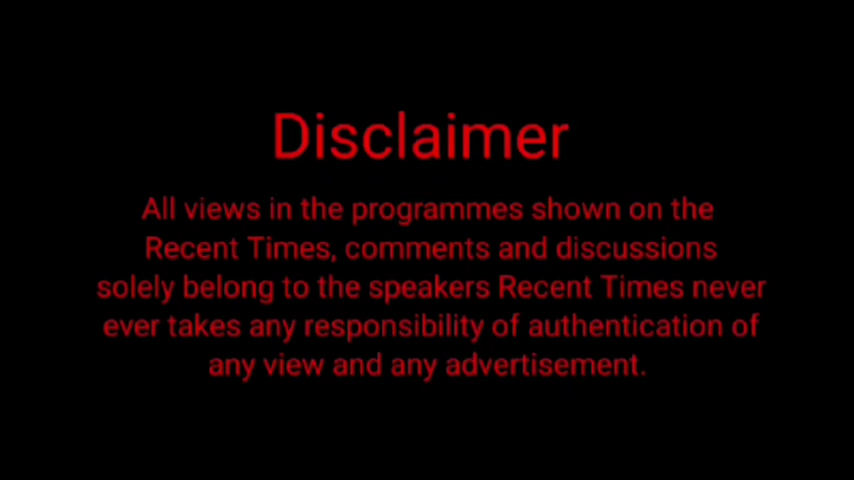 Disclaimer
All views in the programmes shown on the
Recent Times, comments and discussions
solely belong to the speakers Recent Times never
ever takes any responsibility of authentication of
any view and any advertisement.